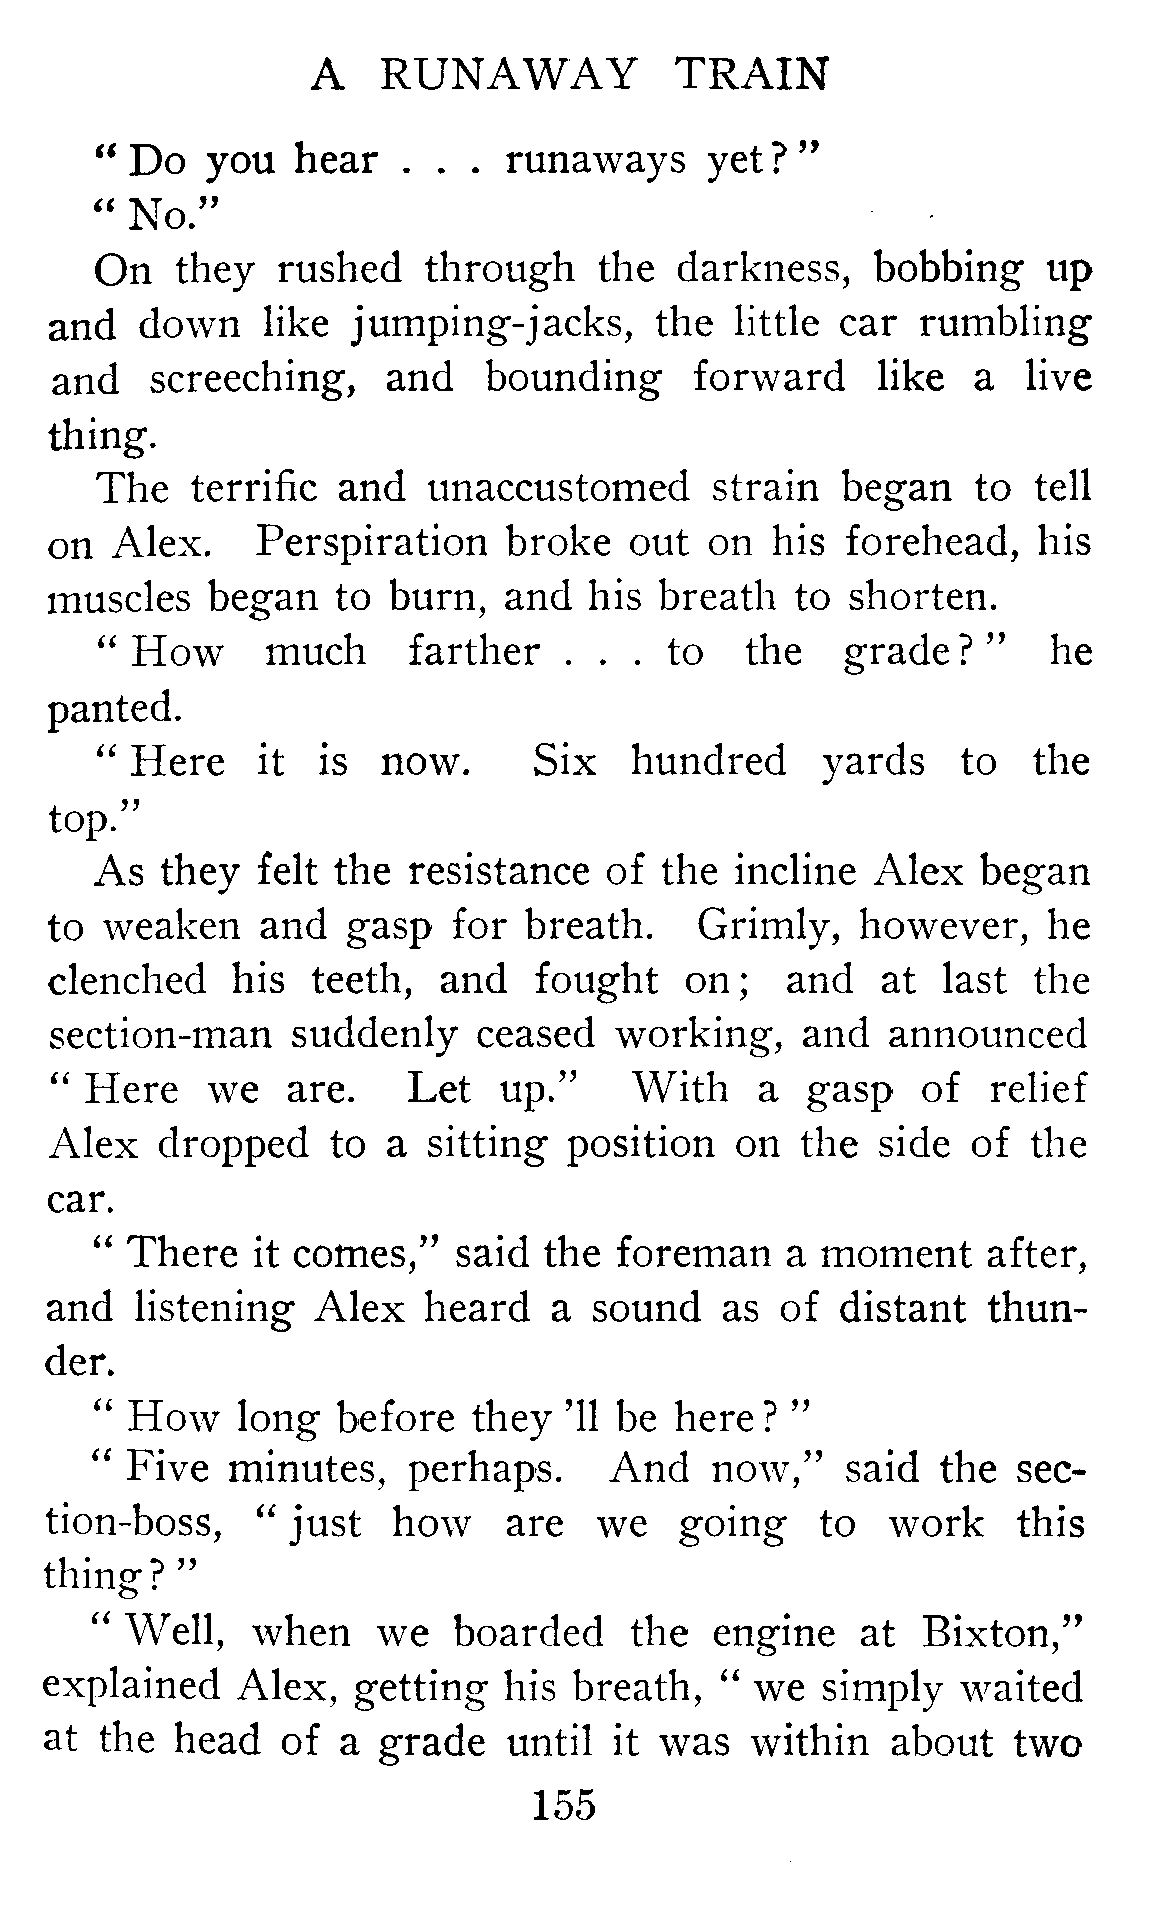 A RUNAWAY TRAIN
“ Do you hear . . . runaways yet? ”
“ No.”
On they rushed through the darkness, bobbing up
and down like jumping-jacks, the little car rumbling
and screeching, and bounding forward like a live
thing.
The terrific and unaccustomed strain began to tell
on Alex. Perspiration broke out on his forehead, his
muscles began to burn, and his breath to shorten.
“ How much farther . . . to the grade? ” he
panted.
“ Here it is now. Six hundred yards to the
top.”
As they felt the resistance of the incline Alex began
to weaken and gasp for breath. Grimly, however, he
clenched his teeth, and fought on; and at last the
section-man suddenly ceased working, and announced
“ Here we are. Let up.” With a gasp of relief
Alex dropped to a sitting position on the side of the
car.
“ There it comes,” said the foreman a moment after,
and listening Alex heard a sound as of distant thun-
der.
“ How long before they ’ll be here? ”
“ Five minutes, perhaps. And now,” said the sec-
tion-boss, “ just how are we going to work this
thing? ”
“ Well, when we boarded the engine at Bixton,”
explained Alex, getting his breath, “ we simply waited
at the head of a grade until it was within about two
155